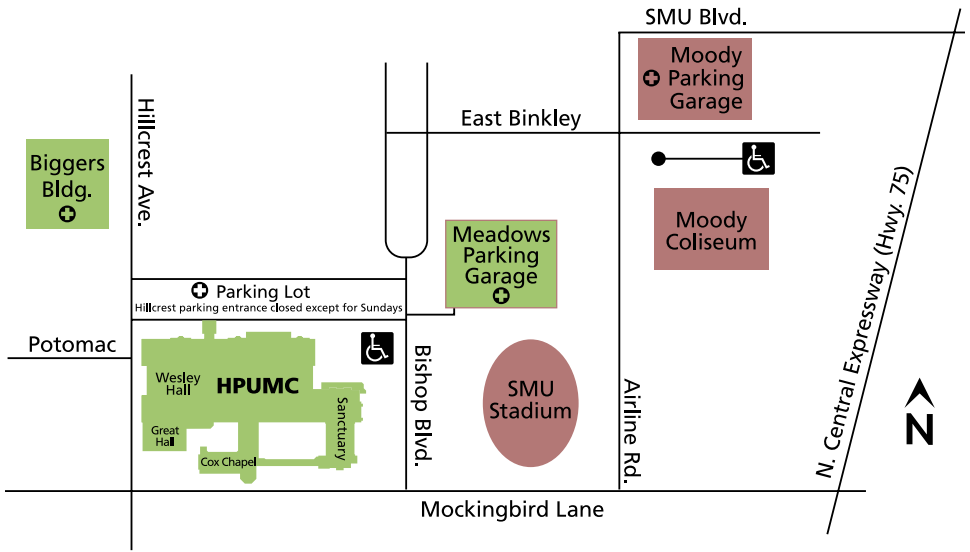 SMU Blvd.
Moody
Parking
Garage
East Binkley
Hillcrest Ave.
Biggers
Bldg.
Moody
Coliseum
Meadows
Parking
Garage
Parking Lot
Hillcrest parking entrance closed except for Sundays
Potomac
Wesley
Hall
HPUMC
Great
Hall
Cox Chapel
Sanctuary
Bishop Blvd.
SMU
Stadium
Airline Rd.
N. Central Expressway (Hwy. 75)
N
Mockingbird Lane